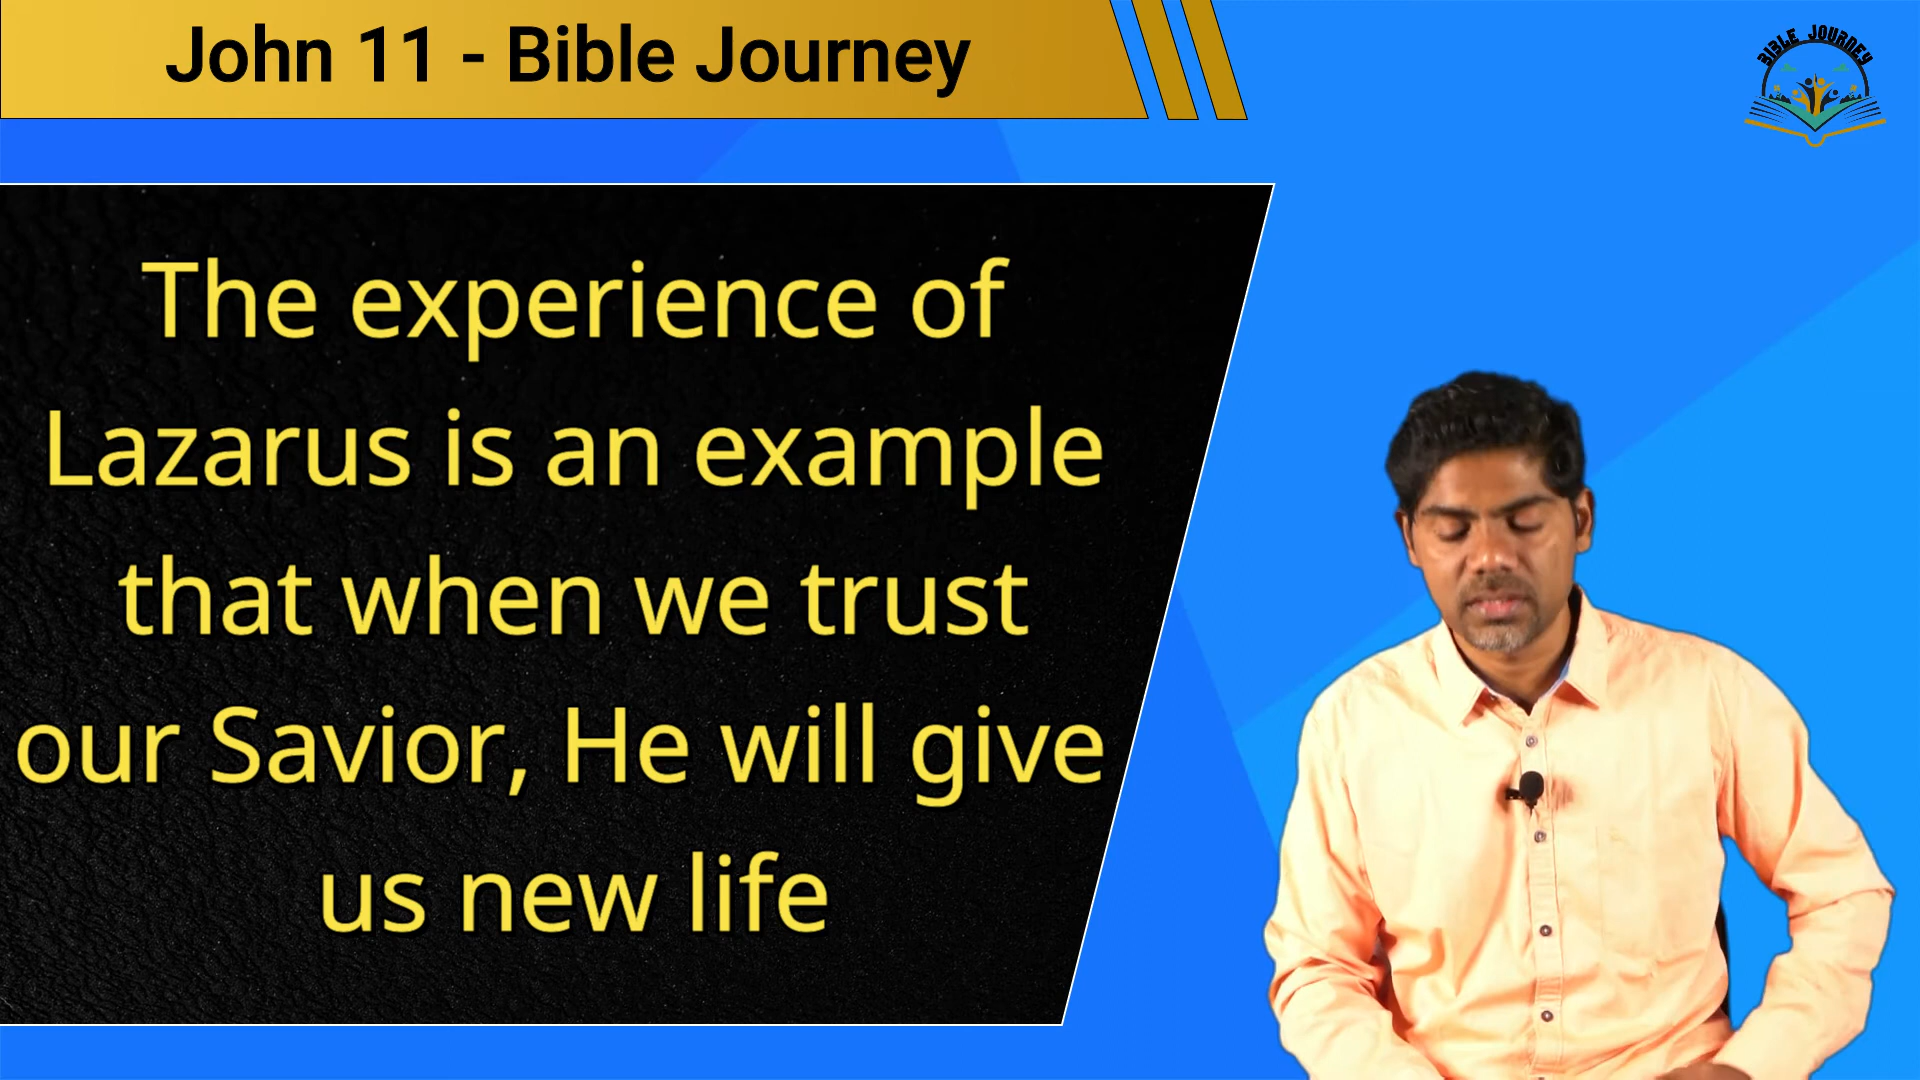 John 11 - Bible Journey
BIBLE JOURNEY
The experience of
Lazarus is an example
that when we trust
our Savior, He will give
us new life